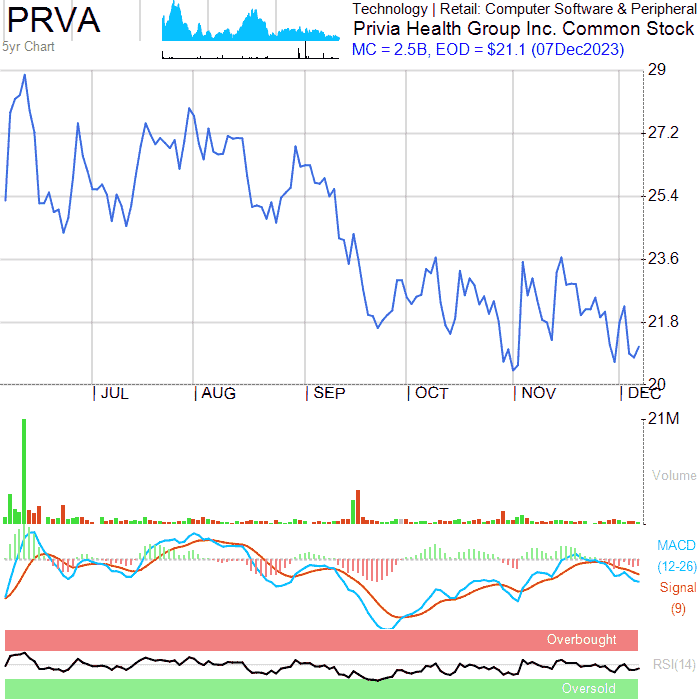 PRVA
5yr Chart
Technology | Retail: Computer Software & Peripheral
Privia Health Group Inc. Common Stock
MC = 2.5B, EOD = $21.1 (07Dec2023)
29
27.2
25.4
23.6
21.8
20
JUL AUG SEP OCT NOV DEC
21M
Volume
MACD
(12-26)
Signal
(9)
Overbought
RSI(14)
Oversold